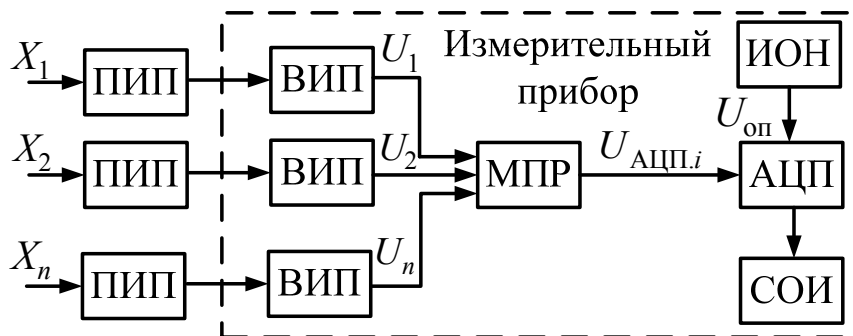 Измерительный
прибор
X₁
ПИП
ВИП
U₁
ИОН
Uоп
X₂
ПИП
ВИП
U₂
МПР
UАЦП.i
АЦП
Xₙ
ПИП
ВИП
Uₙ
СОИ